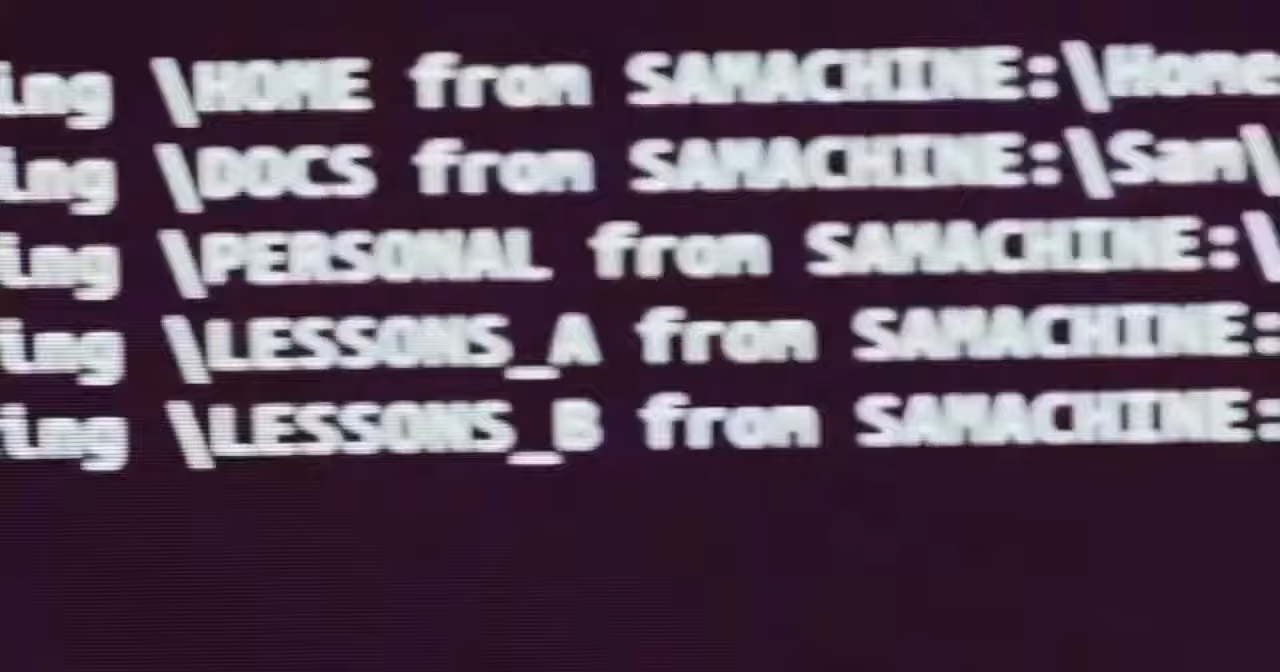 ing \HOME from SAMACHINE:\Home
ing \DOCS from SAMACHINE:\Sam\
ing \PERSONAL from SAMACHINE:\
ing \LESSONS_A from SAMACHINE:
ing \LESSONS_B from SAMACHINE: